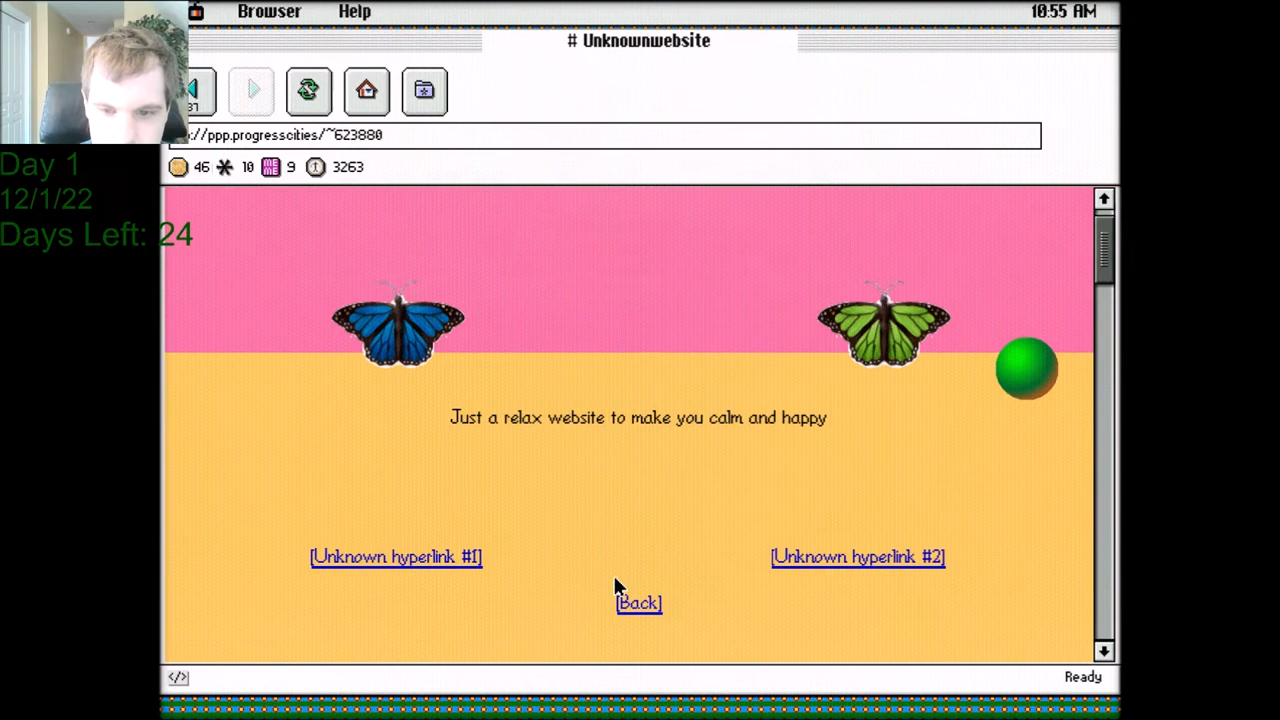 Browser Help 10:55 AM
# Unknownwebsite
37
://ppp.progresscities/~623880
46 10 MEME 9 3263
Day 1
12/1/22
Days Left: 24
Just a relax website to make you calm and happy
[Unknown hyperlink #1] [Unknown hyperlink #2]
[Back]
</> Ready